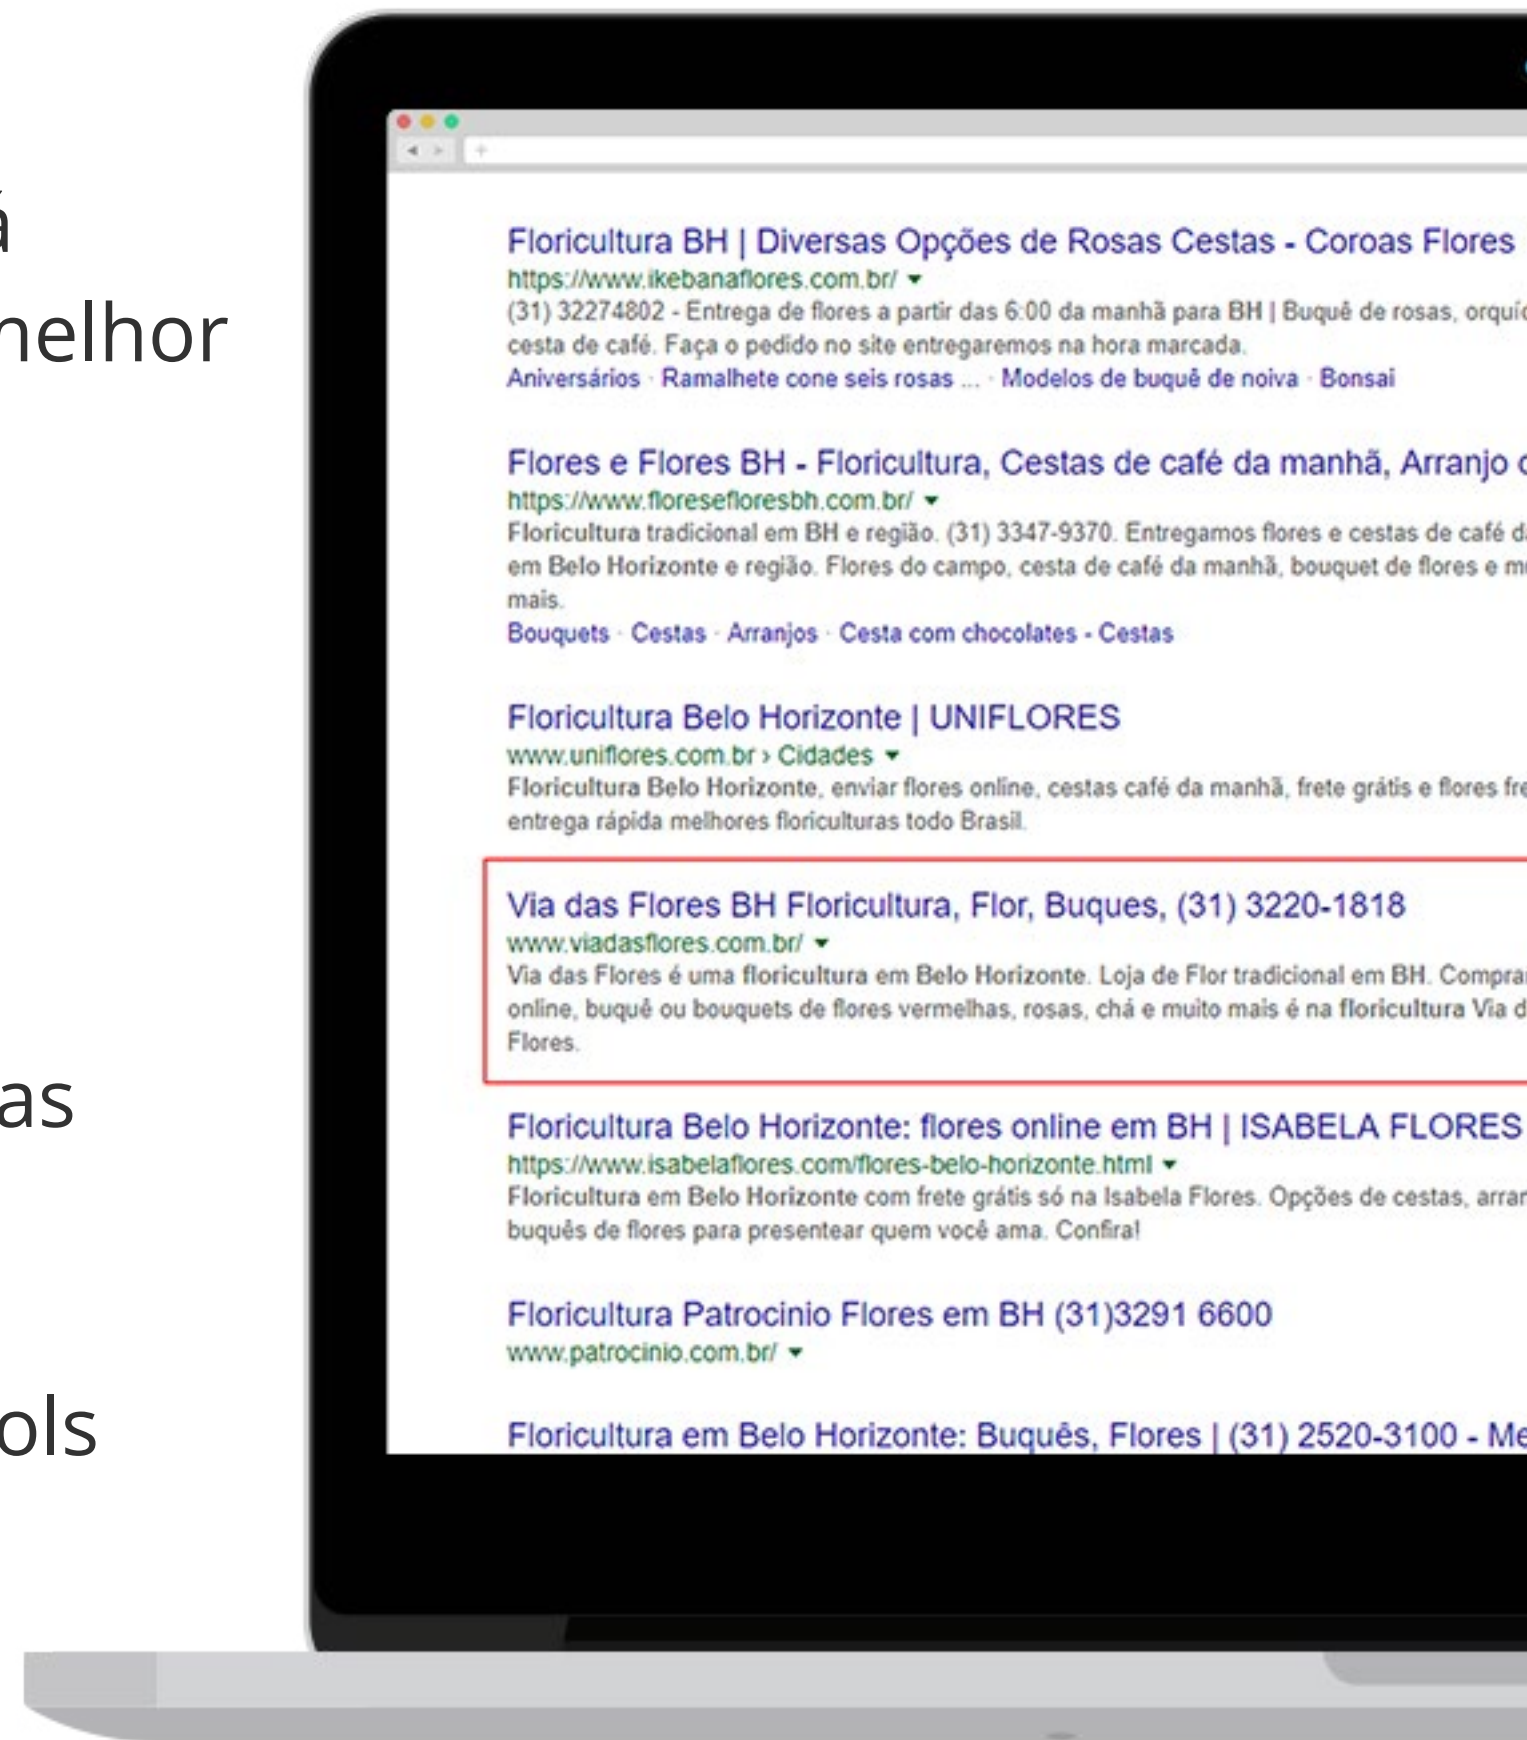 á
melhor
as
ols
Floricultura BH | Diversas Opções de Rosas Cestas - Coroas Flores
https://www.ikebanaflores.com.br/
(31) 32274802 - Entrega de flores a partir das 6:00 da manhã para BH | Buquê de rosas, orquíd
cesta de café. Faça o pedido no site entregaremos na hora marcada.
Aniversários · Ramalhete cone seis rosas ... · Modelos de buquê de noiva · Bonsai
Flores e Flores BH - Floricultura, Cestas de café da manhã, Arranjo
https://www.floresefloresbh.com.br/
Floricultura tradicional em BH e região. (31) 3347-9370. Entregamos flores e cestas de café d
em Belo Horizonte e região. Flores do campo, cesta de café da manhã, bouquet de flores e mu
mais.
Bouquets · Cestas · Arranjos · Cesta com chocolates - Cestas
Floricultura Belo Horizonte | UNIFLORES
www.uniflores.com.br › Cidades
Floricultura Belo Horizonte, enviar flores online, cestas café da manhã, frete grátis e flores fre
entrega rápida melhores floriculturas todo Brasil.
Via das Flores BH Floricultura, Flor, Buques, (31) 3220-1818
www.viadasflores.com.br/
Via das Flores é uma floricultura em Belo Horizonte. Loja de Flor tradicional em BH. Comprar
online, buquê ou bouquets de flores vermelhas, rosas, chá e muito mais é na floricultura Via d
Flores.
Floricultura Belo Horizonte: flores online em BH | ISABELA FLORES
https://www.isabelaflores.com/flores-belo-horizonte.html
Floricultura em Belo Horizonte com frete grátis só na Isabela Flores. Opções de cestas, arran
buquês de flores para presentear quem você ama. Confira!
Floricultura Patrocinio Flores em BH (31)3291 6600
www.patrocinio.com.br/
Floricultura em Belo Horizonte: Buquês, Flores | (31) 2520-3100 - Me